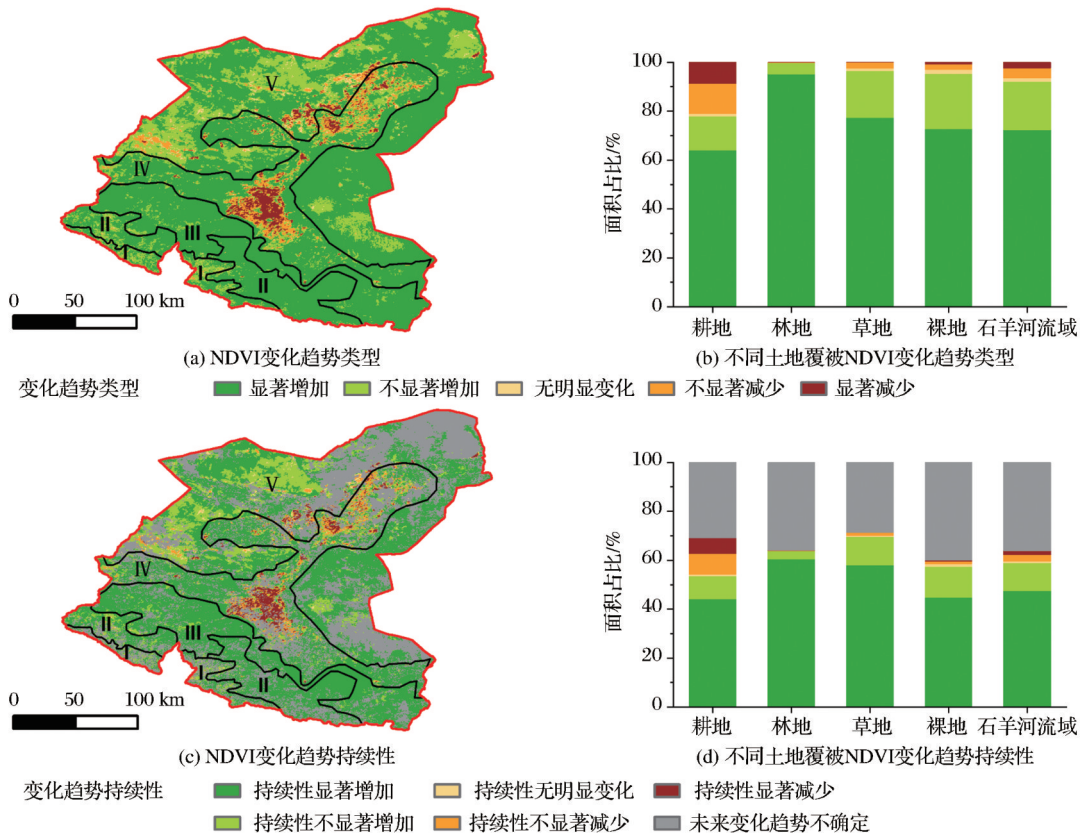 V
IV
II
III
I
I
II
0 50 100 km
(a) NDVI变化趋势类型
面积占比/%
100
80
60
40
20
0
耕地 林地 草地 裸地 石羊河流域
(b) 不同土地覆被NDVI变化趋势类型
变化趋势类型 显著增加 不显著增加 无明显变化 不显著减少 显著减少
V
IV
II
III
I
I
II
0 50 100 km
(c) NDVI变化趋势持续性
面积占比/%
100
80
60
40
20
0
耕地 林地 草地 裸地 石羊河流域
(d) 不同土地覆被NDVI变化趋势持续性
变化趋势持续性 持续性显著增加 持续性无明显变化 持续性显著减少
持续性不显著增加 持续性不显著减少 未来变化趋势不确定